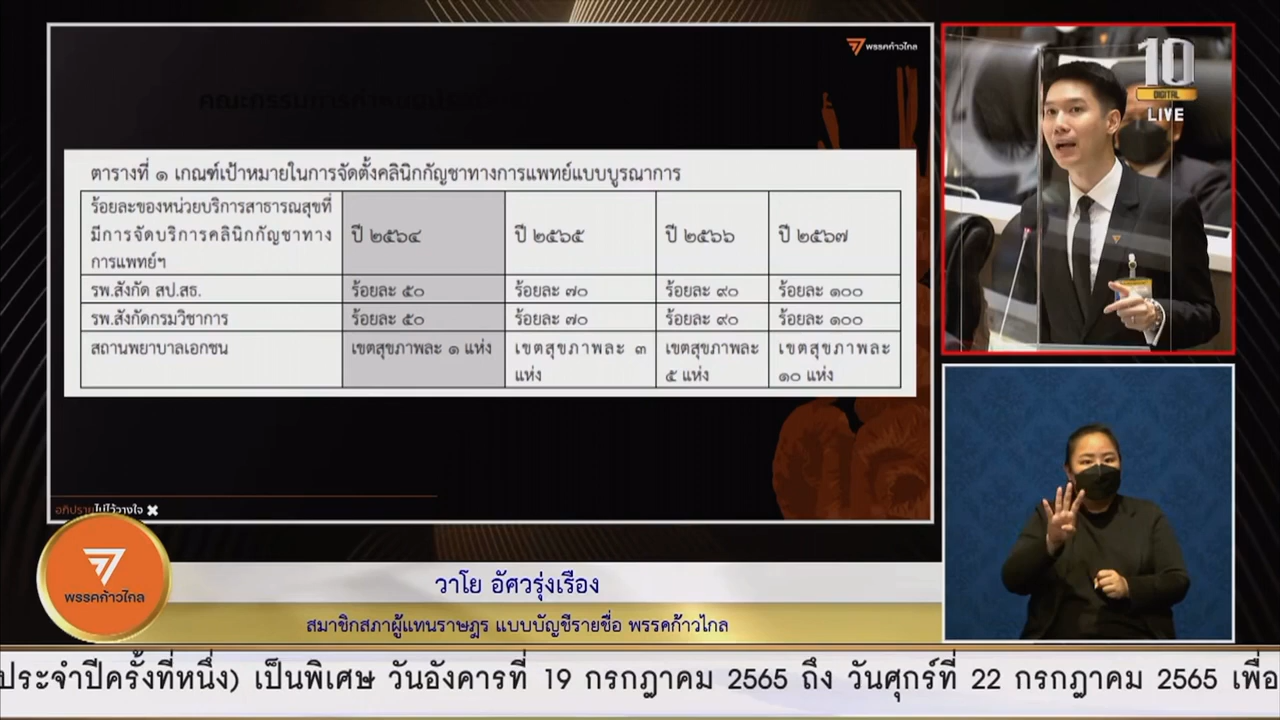 พรรคก้าวไกล
ตารางที่ ๑ เกณฑ์เป้าหมายในการจัดตั้งคลินิกกัญชาทางการแพทย์แบบบูรณาการ
ร้อยละของหน่วยบริการสาธารณสุขที่
มีการจัดบริการคลินิกกัญชาทาง
การแพทย์ฯ
ปี ๒๕๖๔
ปี ๒๕๖๕
ปี ๒๕๖๖
ปี ๒๕๖๗
รพ.สังกัด สป.สธ.
ร้อยละ ๕๐
ร้อยละ ๗๐
ร้อยละ ๙๐
ร้อยละ ๑๐๐
รพ.สังกัดกรมวิชาการ
ร้อยละ ๕๐
ร้อยละ ๗๐
ร้อยละ ๙๐
ร้อยละ ๑๐๐
สถานพยาบาลเอกชน
เขตสุขภาพละ ๑ แห่ง
เขตสุขภาพละ ๓
แห่ง
เขตสุขภาพละ
๕ แห่ง
เขตสุขภาพละ
๑๐ แห่ง
อภิปรายไม่ไว้วางใจ
10
DIGITAL
LIVE
พรรคก้าวไกล
วาโย อัศวรุ่งเรือง
สมาชิกสภาผู้แทนราษฎร แบบบัญชีรายชื่อ พรรคก้าวไกล
ประจำปีครั้งที่หนึ่ง) เป็นพิเศษ วันอังคารที่ 19 กรกฎาคม 2565 ถึง วันศุกร์ที่ 22 กรกฎาคม 2565 เพื่อ